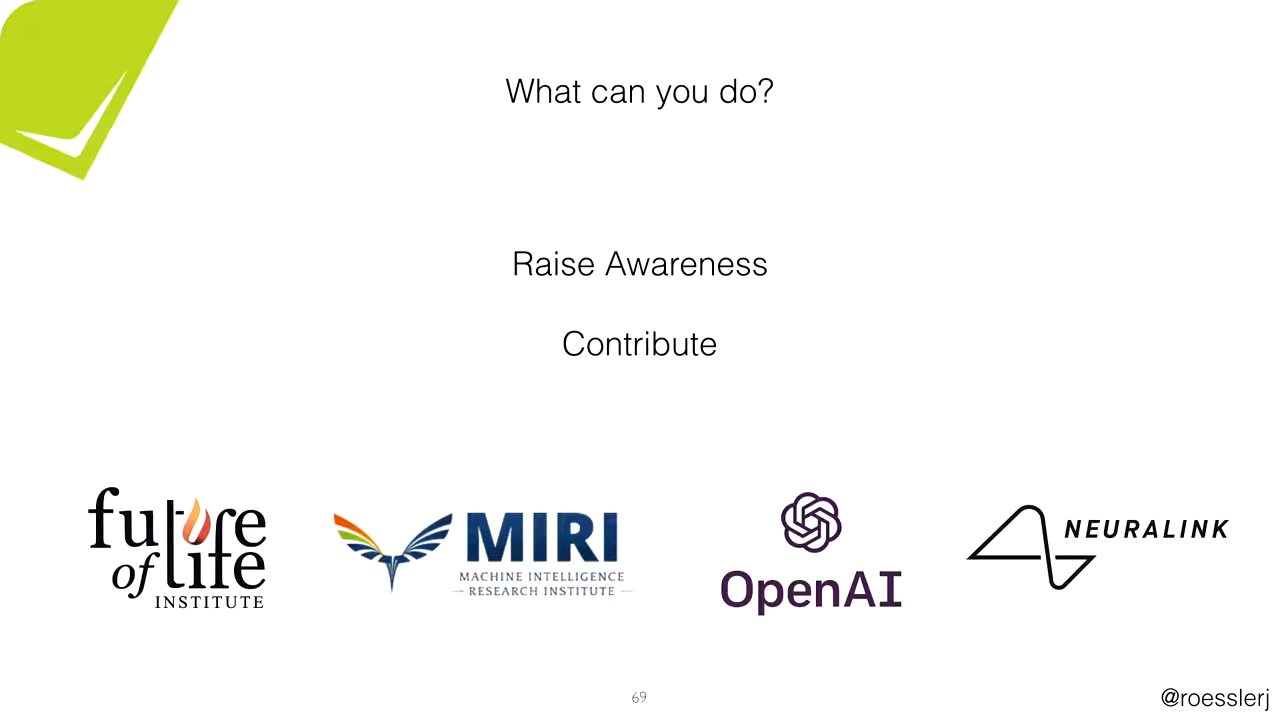 What can you do?
Raise Awareness
Contribute
future
of life
INSTITUTE
MIRI
MACHINE INTELLIGENCE
RESEARCH INSTITUTE
OpenAI
NEURALINK
69
@roesslerj